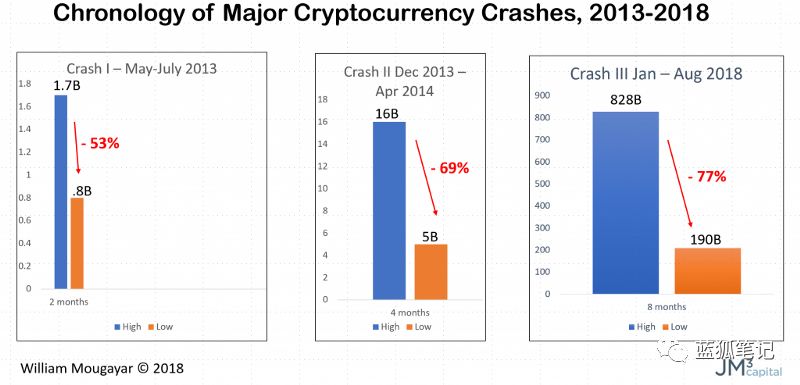 Chronology of Major Cryptocurrency Crashes, 2013-2018
Crash I – May-July 2013
1.8
1.6
1.4
1.2
1
0.8
0.6
0.4
0.2
0
1.7B
- 53%
.8B
2 months
High
Low
Crash II Dec 2013 –
Apr 2014
18
16
14
12
10
8
6
4
2
0
16B
- 69%
5B
4 months
High
Low
Crash III Jan – Aug 2018
900
800
700
600
500
400
300
200
100
0
828B
- 77%
190B
8 months
High
Low
William Mougayar © 2018
蓝狐笔记
JM3
capital